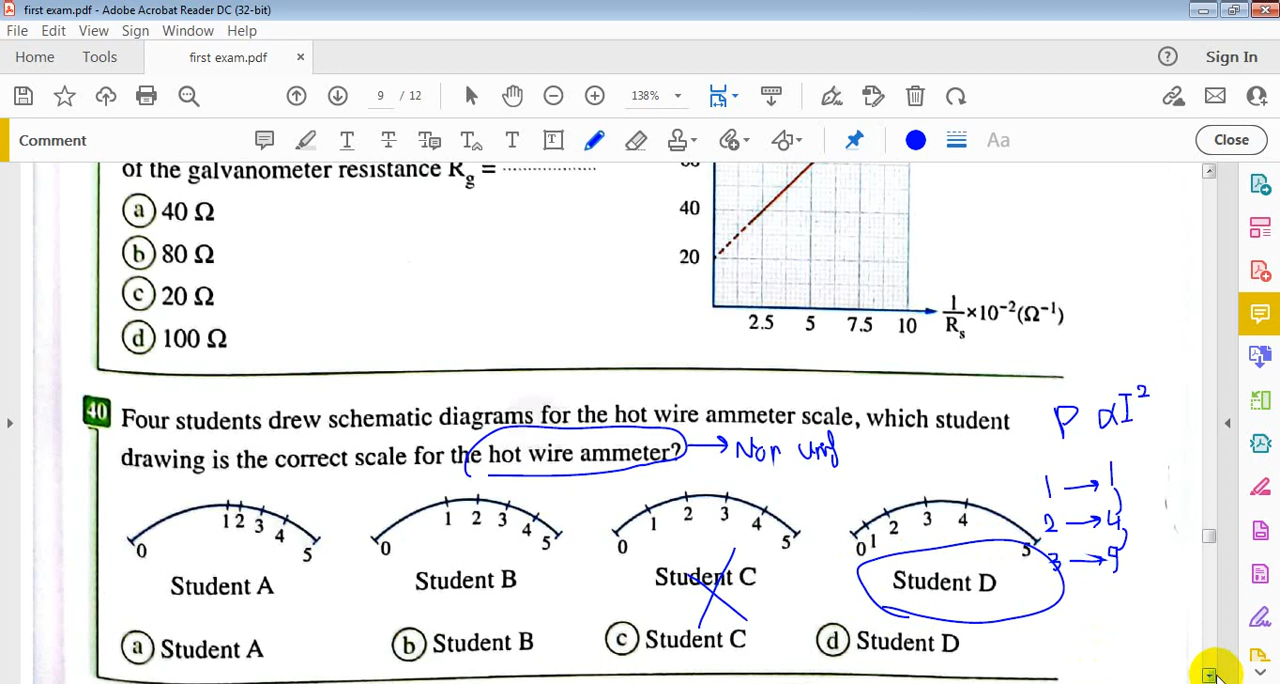 first exam.pdf - Adobe Acrobat Reader DC (32-bit)
File Edit View Sign Window Help
Home Tools first exam.pdf × Sign In
9 / 12 138%
Comment Aa Close
of the galvanometer resistance Rg = ................
a 40 Ω
b 80 Ω
c 20 Ω
d 100 Ω
60
40
20
2.5 5 7.5 10
1/Rs ×10⁻²(Ω⁻¹)
40 Four students drew schematic diagrams for the hot wire ammeter scale, which student
drawing is the correct scale for the hot wire ammeter?
Non unif
P α I²
1 → 1
2 → 4
3 → 9
0 1 2 3 4 5
Student A
0 1 2 3 4 5
Student B
0 1 2 3 4 5
Student C
0 1 2 3 4 5
Student D
a Student A
b Student B
c Student C
d Student D